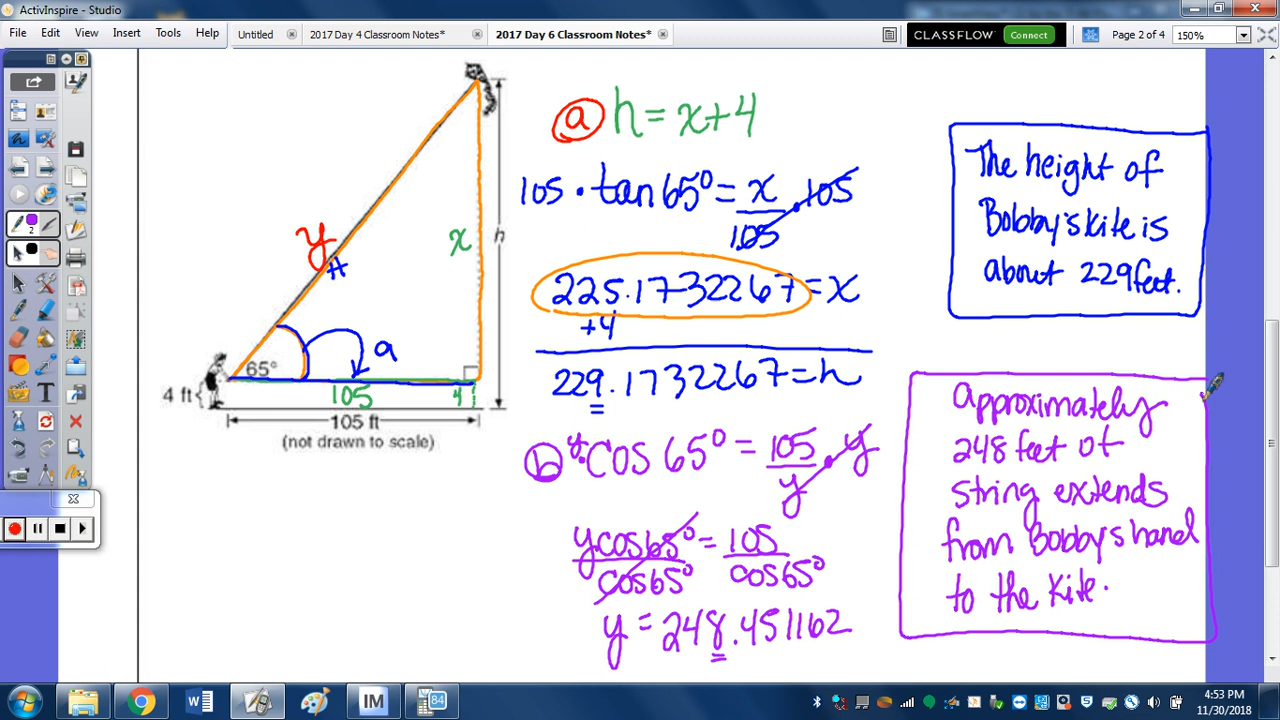 ActivInspire - Studio
File Edit View Insert Tools Help
Untitled
2017 Day 4 Classroom Notes*
2017 Day 6 Classroom Notes*
CLASSFLOW Connect
Page 2 of 4
150%
2
y
H
x
h
65°
a
4 ft
105
4
105 ft
(not drawn to scale)
a h = x + 4
105 · tan 65° = x/105 · 105
225.1732267 = x
+4
229.1732267 = h
b y · cos 65° = 105/y · y
y cos 65°/cos 65° = 105/cos 65°
y = 248.451162
The height of
Bobby's kite is
about 229 feet.
Approximately
248 feet of
string extends
from Bobby's hand
to the kite.
W
IM
84
4:53 PM
11/30/2018